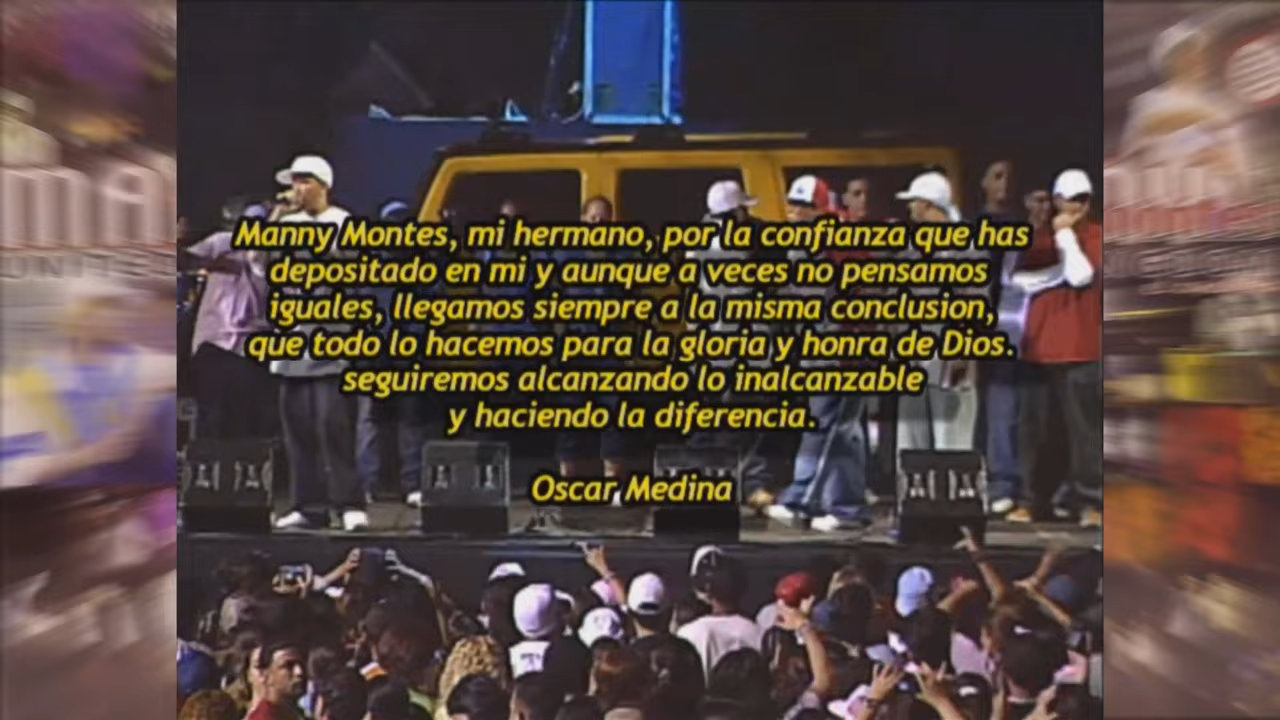 Manny Montes, mi hermano, por la confianza que has
depositado en mi y aunque a veces no pensamos
iguales, llegamos siempre a la misma conclusion,
que todo lo hacemos para la gloria y honra de Dios.
seguiremos alcanzando lo inalcanzable
y haciendo la diferencia.
Oscar Medina